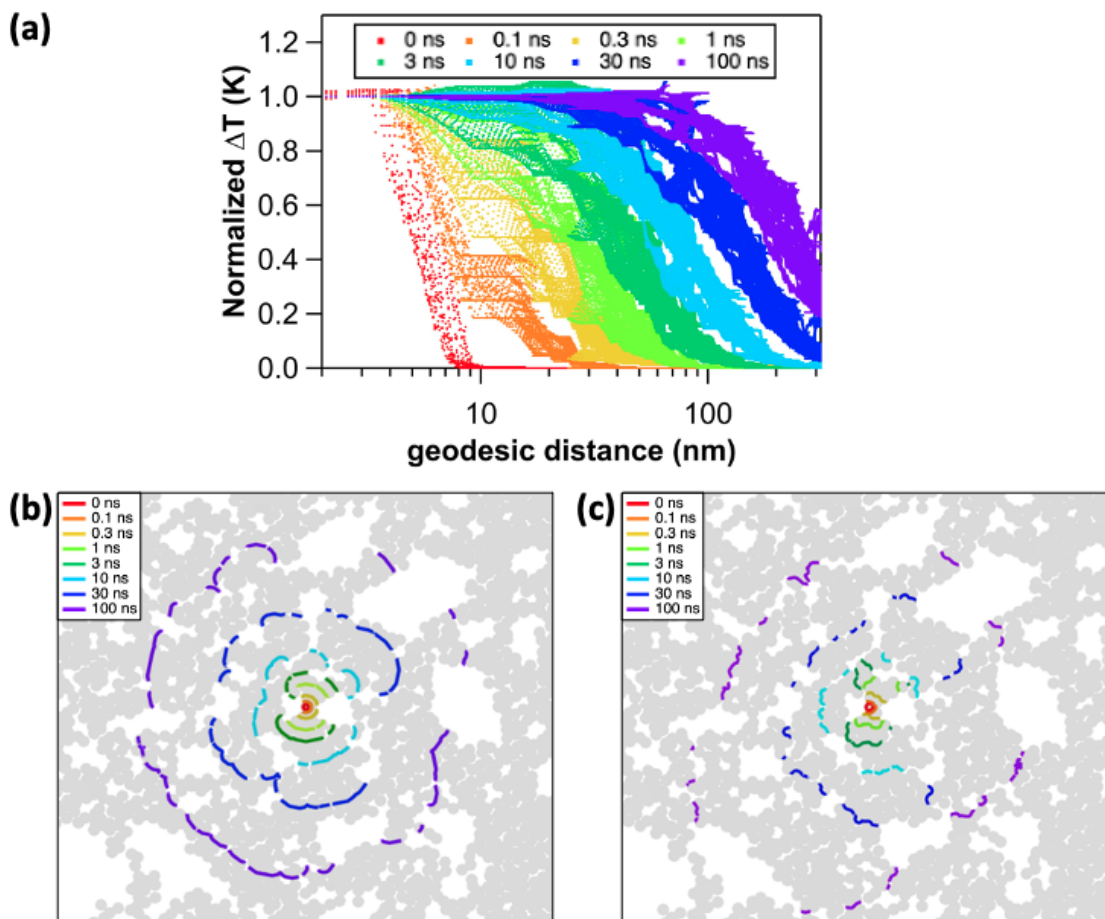 (a)
Normalized ΔT (K)
1.2
1.0
0.8
0.6
0.4
0.2
0.0
0 ns 0.1 ns 0.3 ns 1 ns
3 ns 10 ns 30 ns 100 ns
10 100
geodesic distance (nm)
(b)
0 ns
0.1 ns
0.3 ns
1 ns
3 ns
10 ns
30 ns
100 ns
(c)
0 ns
0.1 ns
0.3 ns
1 ns
3 ns
10 ns
30 ns
100 ns